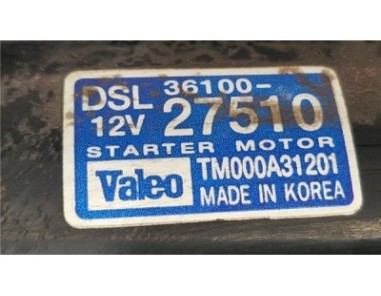 DSL 36100-
12V 27510
STARTER MOTOR
Valeo TM000A31201
MADE IN KOREA